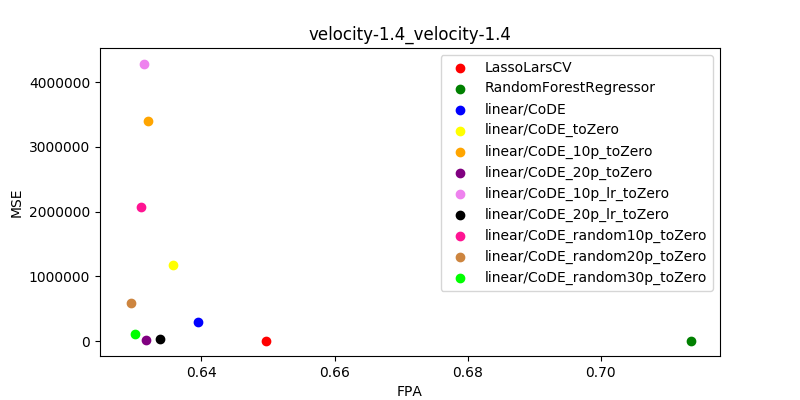 velocity-1.4_velocity-1.4
LassoLarsCV
RandomForestRegressor
linear/CoDE
linear/CoDE_toZero
linear/CoDE_10p_toZero
linear/CoDE_20p_toZero
linear/CoDE_10p_lr_toZero
linear/CoDE_20p_lr_toZero
linear/CoDE_random10p_toZero
linear/CoDE_random20p_toZero
linear/CoDE_random30p_toZero
MSE
4000000
3000000
2000000
1000000
0
0.64 0.66 0.68 0.70
FPA